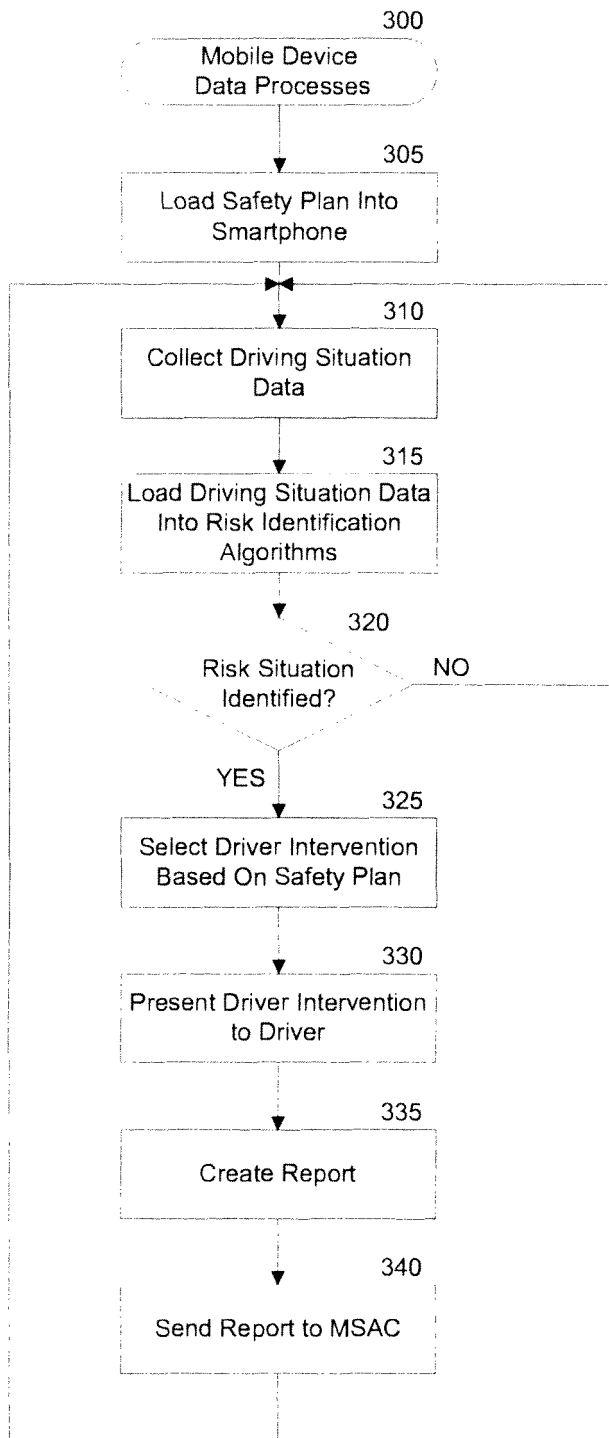 300
Mobile Device
Data Processes
305
Load Safety Plan Into
Smartphone
310
Collect Driving Situation
Data
315
Load Driving Situation Data
Into Risk Identification
Algorithms
320
Risk Situation
Identified?
NO
YES
325
Select Driver Intervention
Based On Safety Plan
330
Present Driver Intervention
to Driver
335
Create Report
340
Send Report to MSAC